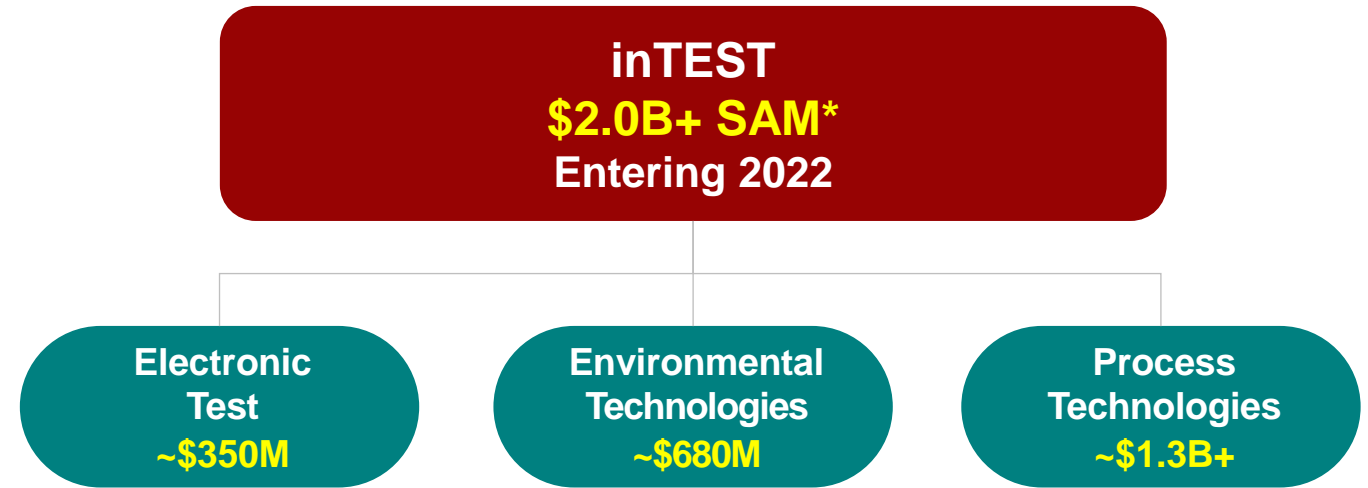 inTEST
$2.0B+ SAM*
Entering 2022
Electronic
Test
~$350M
Environmental
Technologies
~$680M
Process
Technologies
~$1.3B+